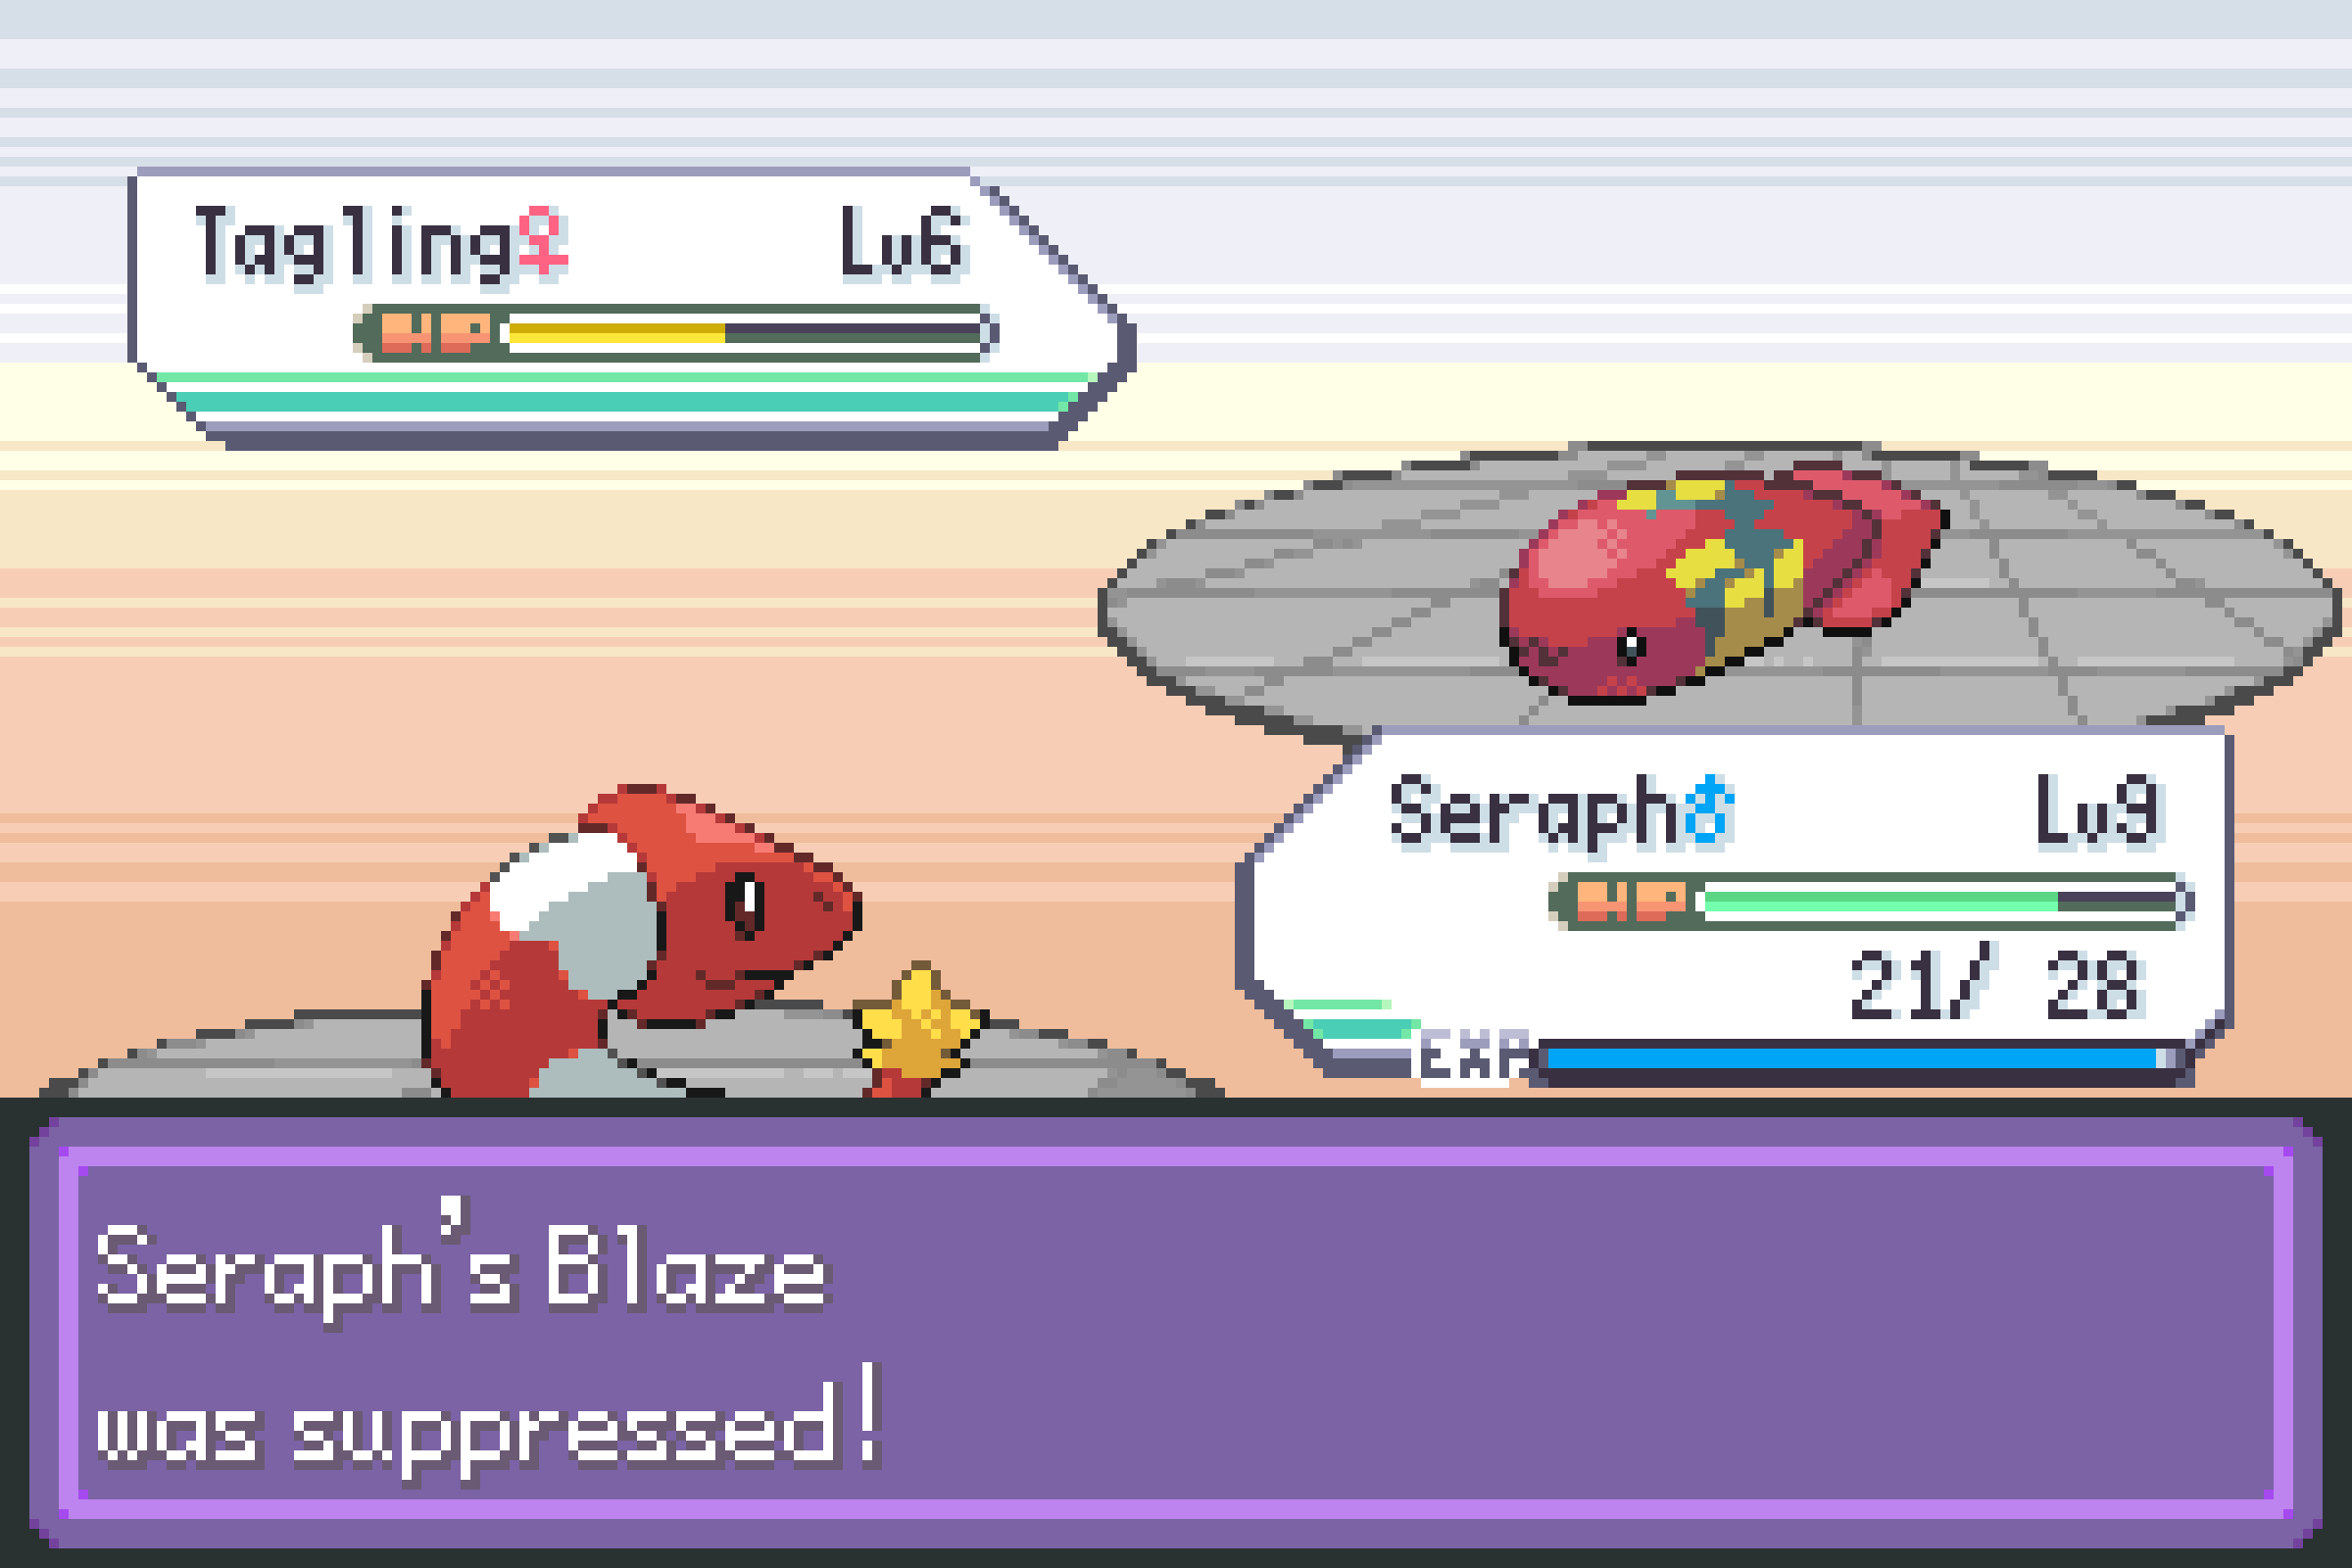 Tagling♀ Lv6
HP
Seraph♂ Lv9
HP
21/ 28
EXP
Seraph's Blaze
was suppressed!